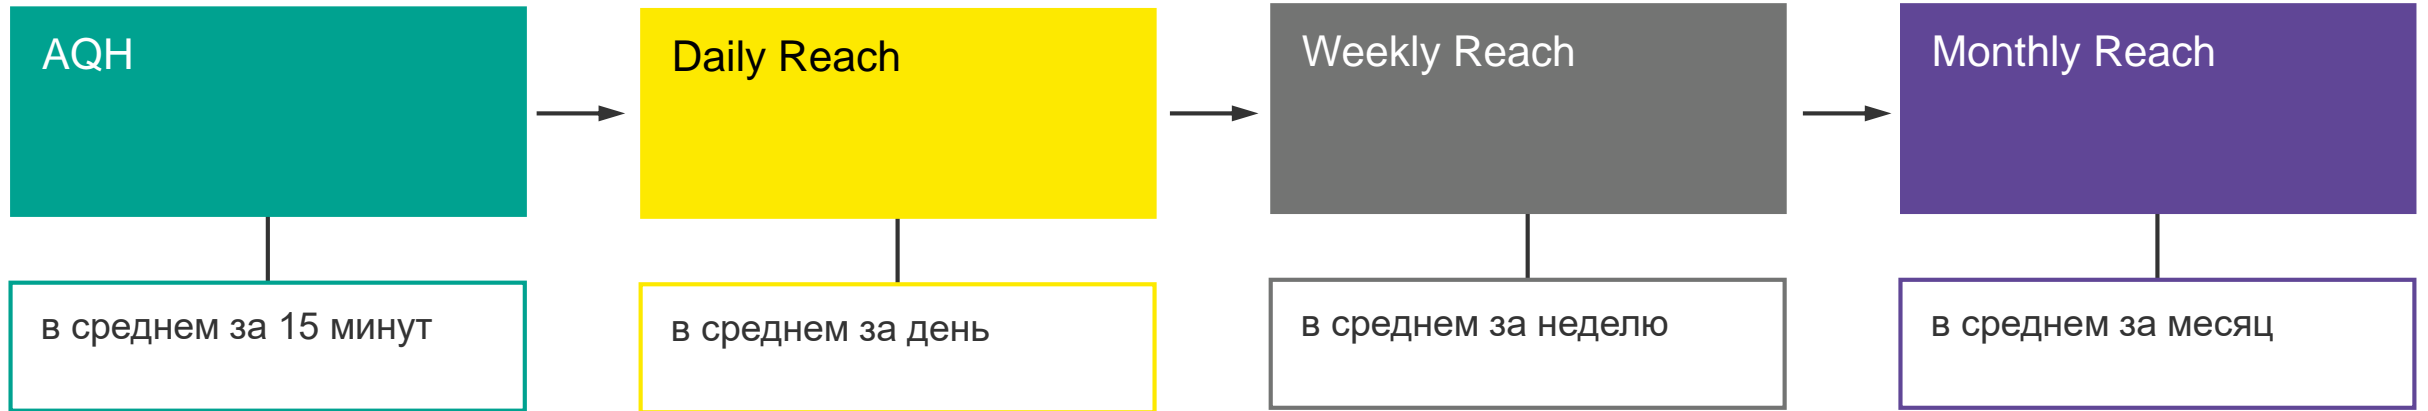 AQH
Daily Reach
Weekly Reach
Monthly Reach
в среднем за 15 минут
в среднем за день
в среднем за неделю
в среднем за месяц